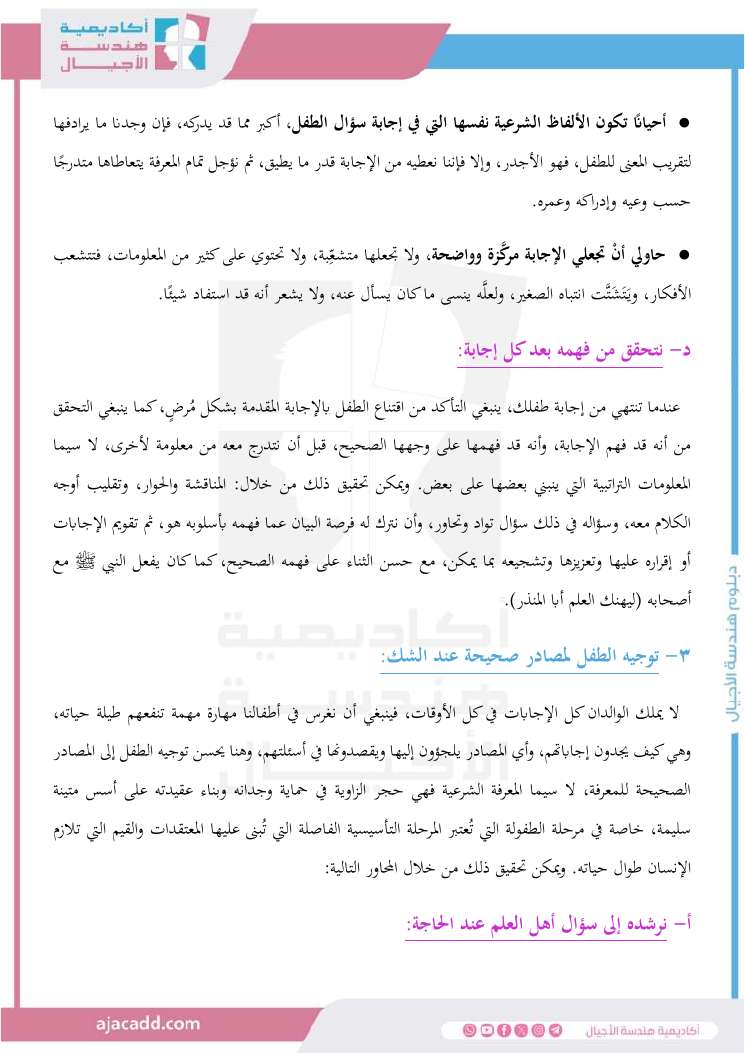 أكاديمية
هندسة
الأجيال
● أحيانًا تكون الألفاظ الشرعية نفسها التي في إجابة سؤال الطفل، أكبر مما قد يدركه، فإن وجدنا ما يرادفها
لتقريب المعنى للطفل، فهو الأجدر، وإلا فإننا نعطيه من الإجابة قدر ما يطيق، ثم نؤجل تمام المعرفة يتعاطاها متدرجًا
حسب وعيه وإدراكه وعمره.
● حاولي أنْ تجعلي الإجابة مركَّزة وواضحة، ولا تجعلها متشعِّبة، ولا تحتوي على كثير من المعلومات، فتتشعب
الأفكار، ويَتَشَتَّت انتباه الصغير، ولعلَّه ينسى ما كان يسأل عنه، ولا يشعر أنه قد استفاد شيئًا.
د- نتحقق من فهمه بعد كل إجابة:
عندما تنتهي من إجابة طفلك، ينبغي التأكد من اقتناع الطفل بالإجابة المقدمة بشكل مُرضٍ، كما ينبغي التحقق
من أنه قد فهم الإجابة، وأنه قد فهمها على وجهها الصحيح، قبل أن نتدرج معه من معلومة لأخرى، لا سيما
المعلومات التراتبية التي ينبني بعضها على بعض. ويمكن تحقيق ذلك من خلال: المناقشة والحوار، وتقليب أوجه
الكلام معه، وسؤاله في ذلك سؤال تواد وتحاور، وأن نترك له فرصة البيان عما فهمه بأسلوبه هو، ثم تقويم الإجابات
أو إقراره عليها وتعزيزها وتشجيعه بما يمكن، مع حسن الثناء على فهمه الصحيح، كما كان يفعل النبي ﷺ مع
أصحابه (ليهنك العلم أبا المنذر).
٣- توجيه الطفل لمصادر صحيحة عند الشك:
لا يملك الوالدان كل الإجابات في كل الأوقات، فينبغي أن نغرس في أطفالنا مهارة مهمة تنفعهم طيلة حياته،
وهي كيف يجدون إجاباتهم، وأي المصادر يلجؤون إليها ويقصدونها في أسئلتهم، وهنا يحسن توجيه الطفل إلى المصادر
الصحيحة للمعرفة، لا سيما المعرفة الشرعية فهي حجر الزاوية في حماية وجدانه وبناء عقيدته على أسس متينة
سليمة، خاصة في مرحلة الطفولة التي تُعتبر المرحلة التأسيسية الفاصلة التي تُبنى عليها المعتقدات والقيم التي تلازم
الإنسان طوال حياته. ويمكن تحقيق ذلك من خلال المحاور التالية:
أ- نرشده إلى سؤال أهل العلم عند الحاجة:
دبلوم هندسة الأجيال
أكاديمية
هندسة
الأجيال
ajacadd.com
أكاديمية هندسة الأجيال